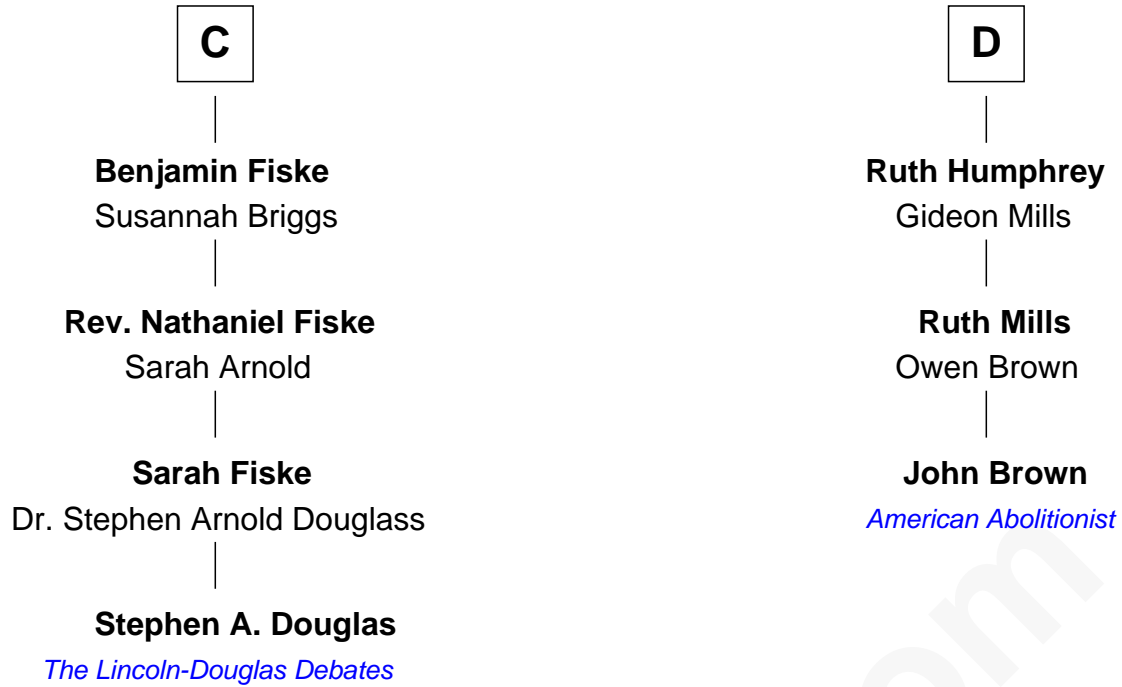 C
Benjamin Fiske
Susannah Briggs
Rev. Nathaniel Fiske
Sarah Arnold
Sarah Fiske
Dr. Stephen Arnold Douglass
Stephen A. Douglas
The Lincoln-Douglas Debates
D
Ruth Humphrey
Gideon Mills
Ruth Mills
Owen Brown
John Brown
American Abolitionist